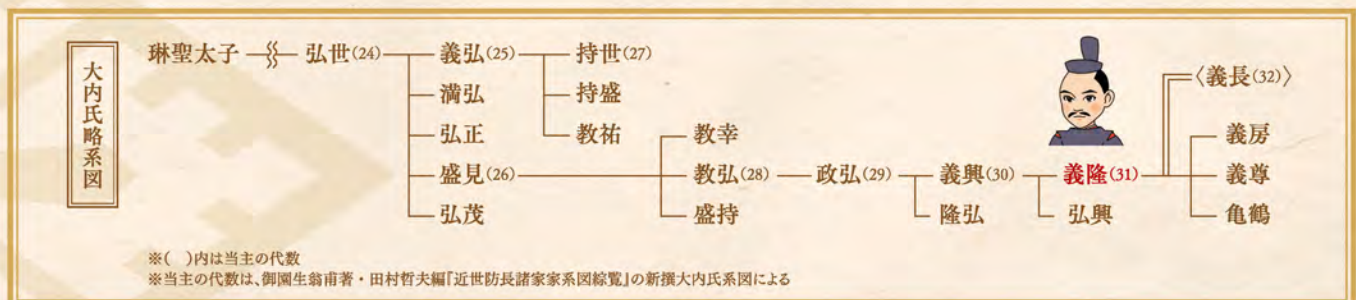 大内氏略系図
琳聖太子 弘世(24) 義弘(25) 持世(27) 〈義長(32)〉
満弘 持盛
弘正 教祐 教幸 義房
盛見(26) 教弘(28) 政弘(29) 義興(30) 義隆(31) 義尊
弘茂 盛持 隆弘 弘興 亀鶴
※( )内は当主の代数
※当主の代数は、御園生翁甫著・田村哲夫編『近世防長諸家家系図綜覧』の新撰大内氏系図による